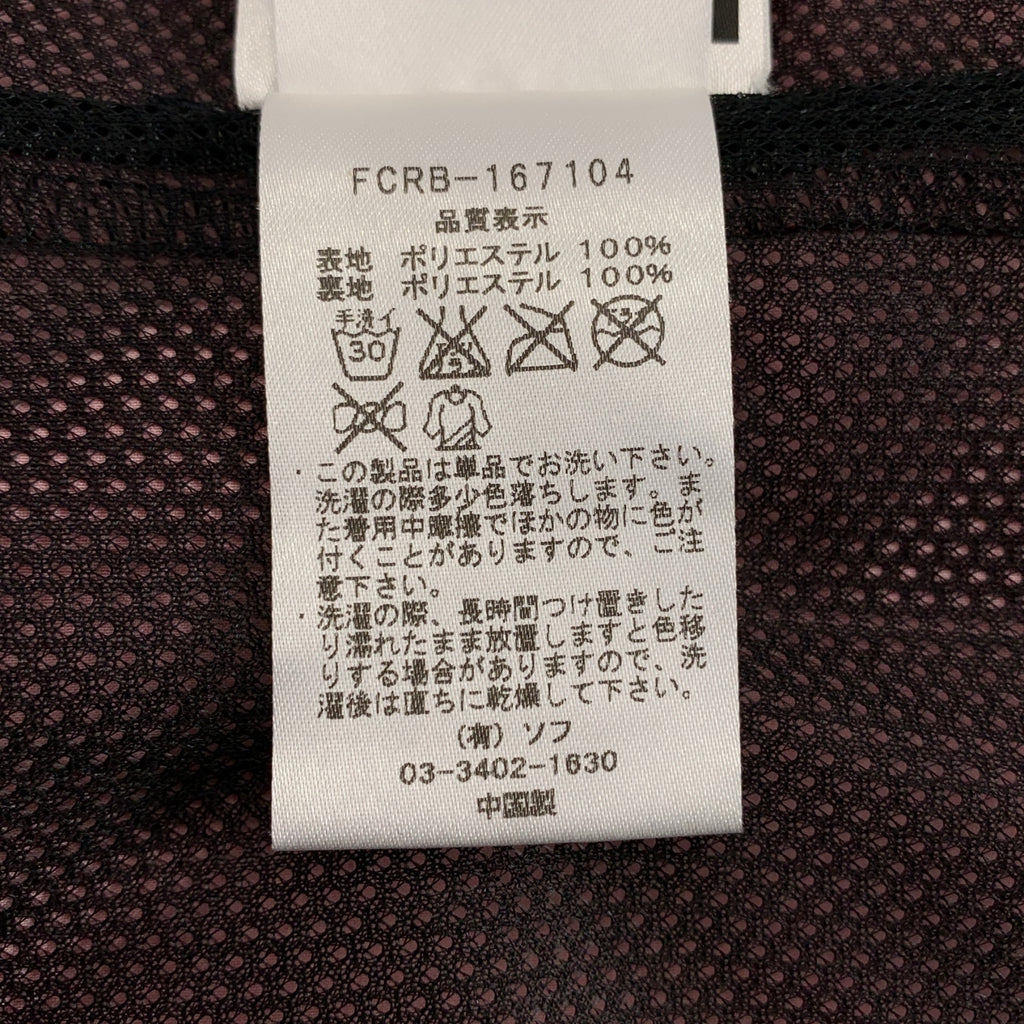 FCRB-167104
品質表示
表地 ポリエステル 100%
裏地 ポリエステル 100%
手洗イ
30
・この製品は単品でお洗い下さい。
洗濯の際多少色落ちします。ま
た着用中摩擦でほかの物に色が
付くことがありますので、ご注
意下さい。
・洗濯の際、長時間つけ置きした
り濡れたまま放置しますと色移
りする場合がありますので、洗
濯後は直ちに乾燥して下さい。
(有) ソフ
03-3402-1630
中国製